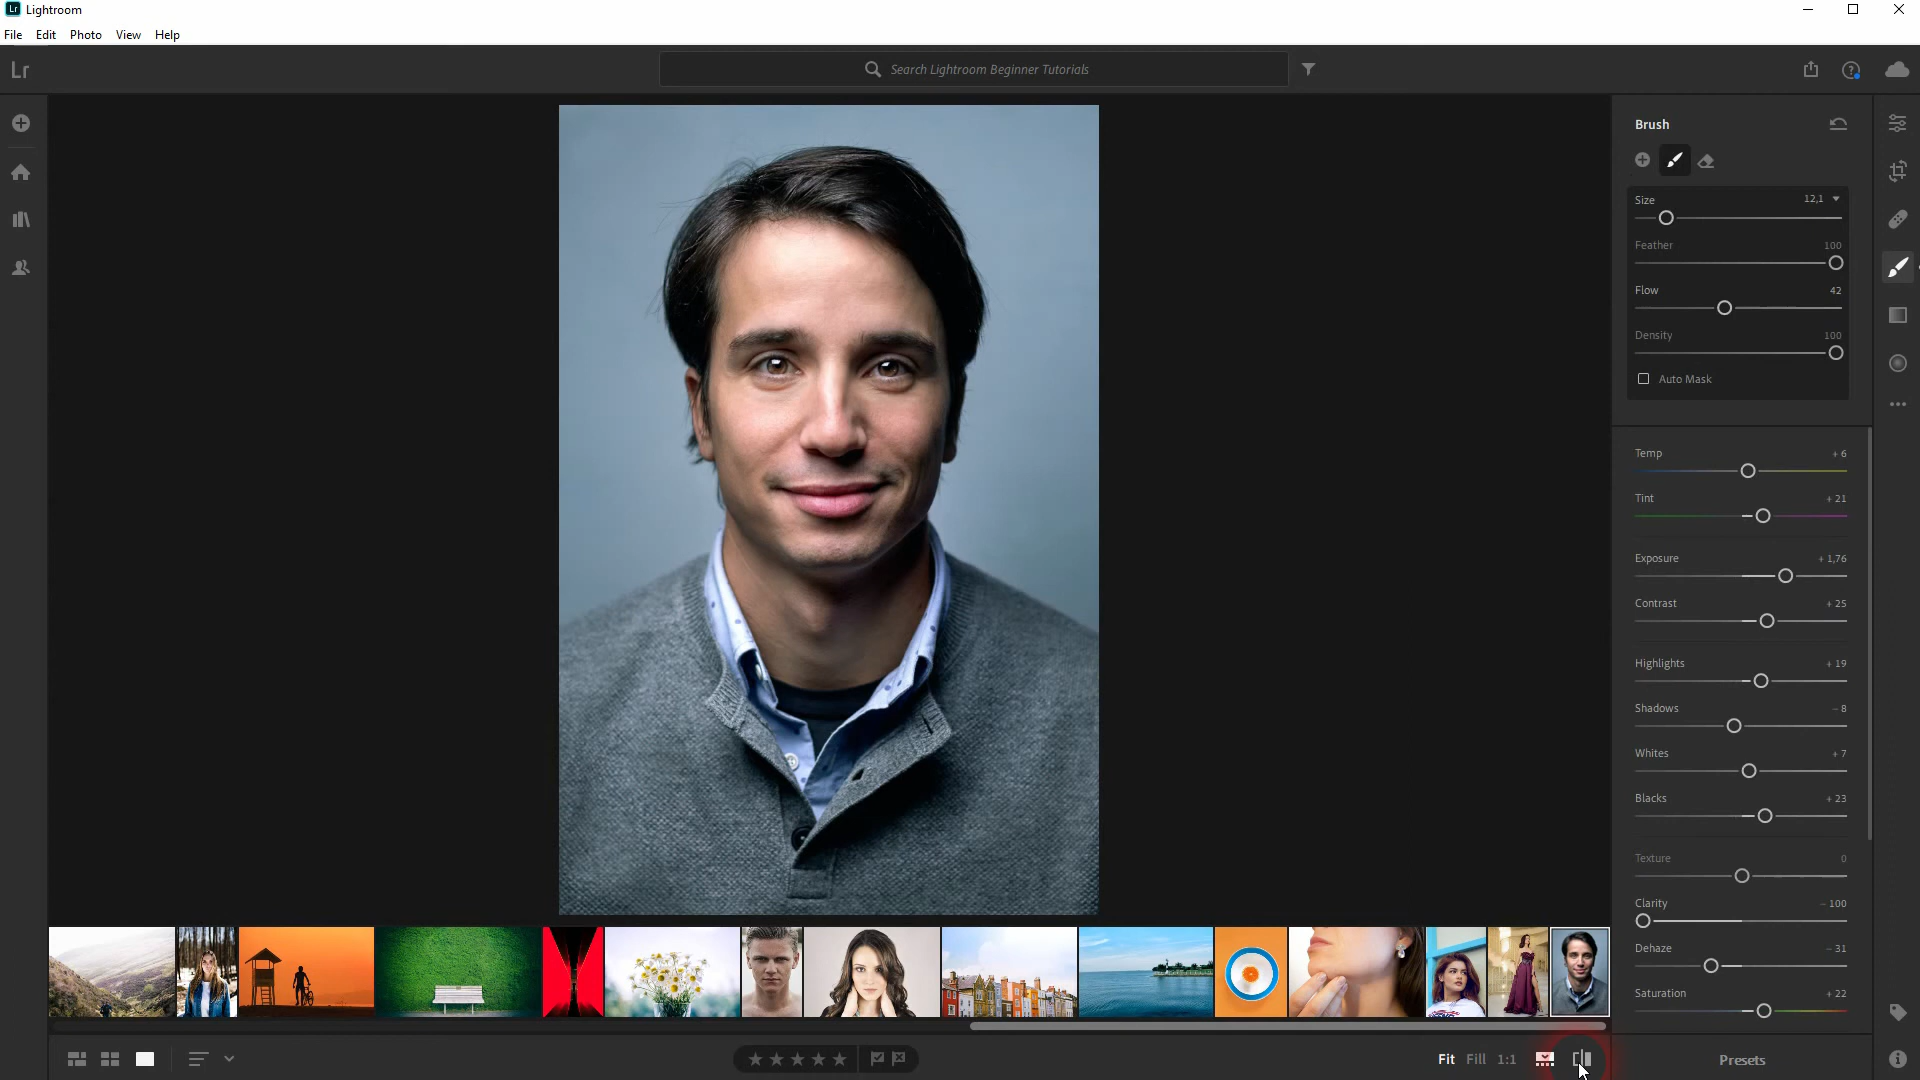 Lr Lightroom
File Edit Photo View Help
Lr
Search Lightroom Beginner Tutorials
Brush
Size 12,1
Feather 100
Flow 42
Density 100
Auto Mask
Temp + 6
Tint + 21
Exposure + 1,76
Contrast + 25
Highlights + 19
Shadows – 8
Whites + 7
Blacks + 23
Texture 0
Clarity – 100
Dehaze – 31
Saturation + 22
Fit Fill 1:1
Presets